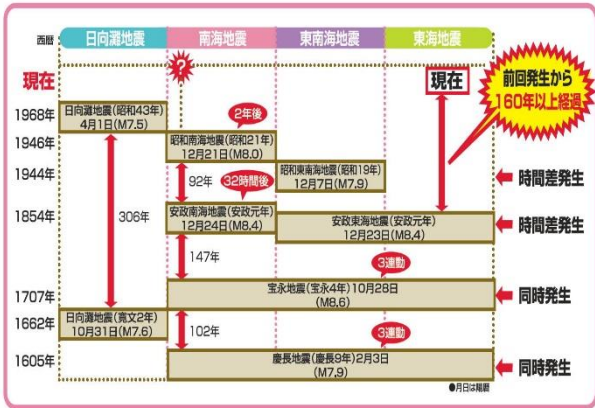 西暦
日向灘地震
南海地震
東南海地震
東海地震
?
現在
現在
前回発生から
160年以上経過
1968年
日向灘地震(昭和43年)
4月1日(M7.5)
2年後
1946年
昭和南海地震(昭和21年)
12月21日(M8.0)
1944年
昭和東南海地震(昭和19年)
12月7日(M7.9)
時間差発生
92年
32時間後
306年
1854年
安政南海地震(安政元年)
12月24日(M8.4)
安政東海地震(安政元年)
12月23日(M8.4)
時間差発生
147年
3連動
1707年
宝永地震(宝永4年)10月28日
(M8.6)
同時発生
1662年
日向灘地震(寛文2年)
10月31日(M7.6)
102年
3連動
1605年
慶長地震(慶長9年)2月3日
(M7.9)
同時発生
●月日は陽暦